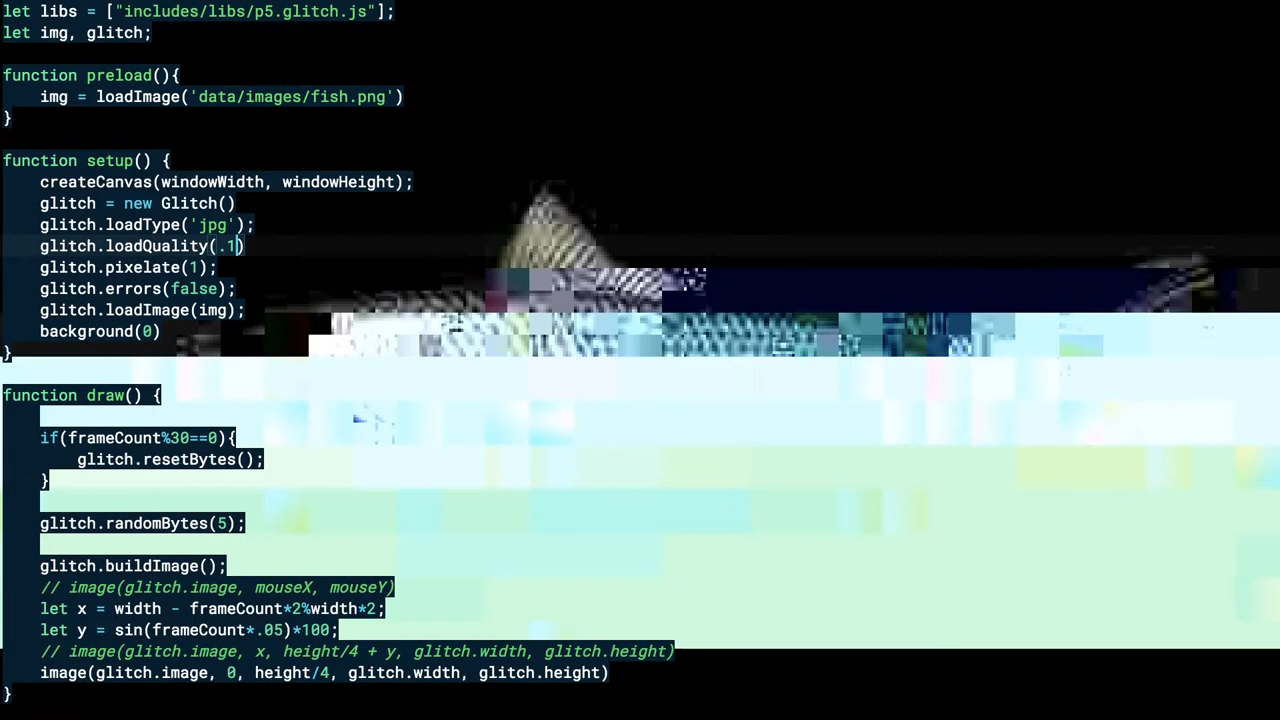 let libs = ["includes/libs/p5.glitch.js"];
let img, glitch;
function preload(){
img = loadImage('data/images/fish.png')
}
function setup() {
createCanvas(windowWidth, windowHeight);
glitch = new Glitch()
glitch.loadType('jpg');
glitch.loadQuality(.1)
glitch.pixelate(1);
glitch.errors(false);
glitch.loadImage(img);
background(0)
}
function draw() {
if(frameCount%30==0){
glitch.resetBytes();
}
glitch.randomBytes(5);
glitch.buildImage();
// image(glitch.image, mouseX, mouseY)
let x = width - frameCount*2%width*2;
let y = sin(frameCount*.05)*100;
// image(glitch.image, x, height/4 + y, glitch.width, glitch.height)
image(glitch.image, 0, height/4, glitch.width, glitch.height)
}